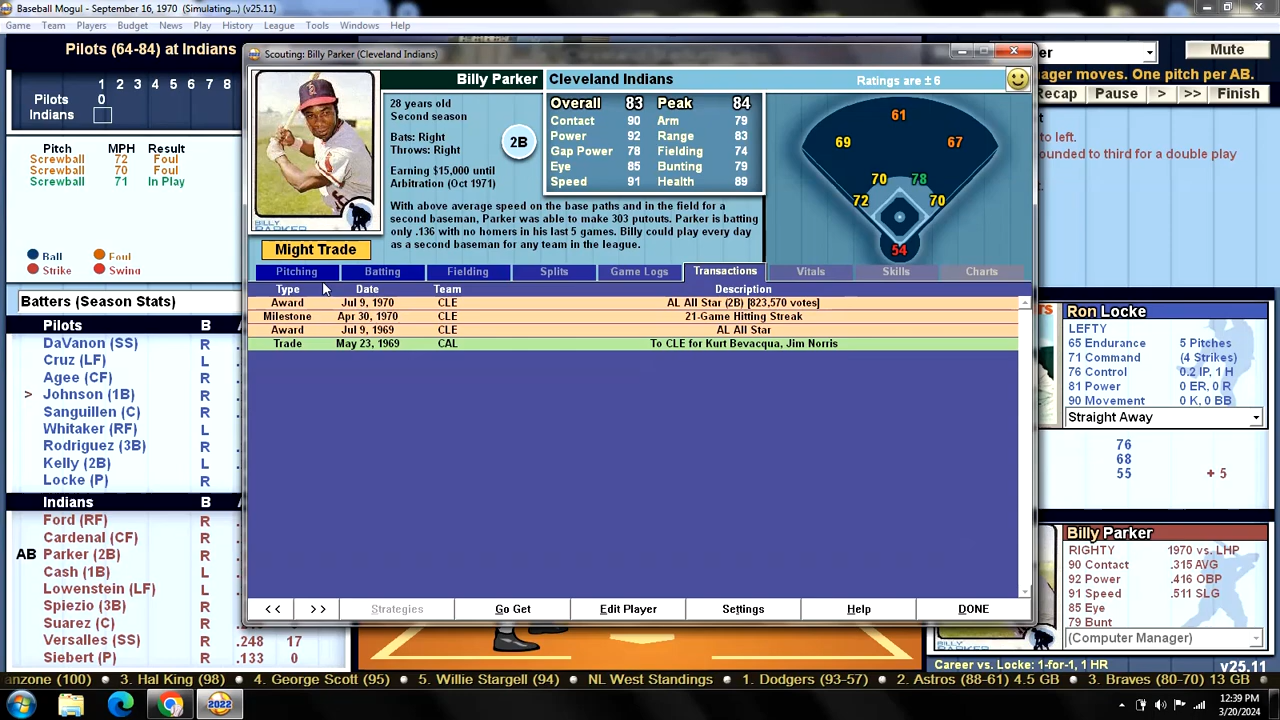 Baseball Mogul - September 16, 1970 (Simulating...) (v25.11)
Game Team Players Budget News Play History League Tools Windows Help
Pilots (64-84) at Indians
1 2 3 4 5 6 7 8
Pilots 0
Indians
Pitch MPH Result
Screwball 72 Foul
Screwball 70 Foul
Screwball 71 In Play
Ball Foul
Strike Swing
Batters (Season Stats)
Pilots B
DaVanon (SS) R
Cruz (LF) L
Agee (CF) R
> Johnson (1B) R
Sanguillen (C) R
Whitaker (RF) L
Rodriguez (3B) R
Kelly (2B) L
Locke (P) R
Indians B
Ford (RF) R
Cardenal (CF) R
AB Parker (2B) R
Cash (1B) L
Lowenstein (LF) L
Spiezio (3B) R
Suarez (C) R
Versalles (SS) R .248 17
Siebert (P) R .133 0
Scouting: Billy Parker (Cleveland Indians)
BILLY PARKER
Might Trade
Billy Parker
28 years old
Second season
Bats: Right
Throws: Right
Earning $15,000 until
Arbitration (Oct 1971)
2B
Cleveland Indians
Ratings are ± 6
Overall 83 Peak 84
Contact 90 Arm 79
Power 92 Range 83
Gap Power 78 Fielding 74
Eye 85 Bunting 79
Speed 91 Health 89
With above average speed on the base paths and in the field for a
second baseman, Parker was able to make 303 putouts. Parker is batting
only .136 with no homers in his last 5 games. Billy could play every day
as a second baseman for any team in the league.
61
69 67
70 78
72 70
54
Pitching Batting Fielding Splits Game Logs Transactions Vitals Skills Charts
Type Date Team Description
Award Jul 9, 1970 CLE AL All Star (2B) [823,570 votes]
Milestone Apr 30, 1970 CLE 21-Game Hitting Streak
Award Jul 9, 1969 CLE AL All Star
Trade May 23, 1969 CAL To CLE for Kurt Bevacqua, Jim Norris
<< >> Strategies Go Get Edit Player Settings Help DONE
Mute
nager moves. One pitch per AB.
Recap Pause > >> Finish
to left.
ounded to third for a double play
Ron Locke
LEFTY
65 Endurance 5 Pitches
71 Command (4 Strikes)
76 Control 0.2 IP, 1 H
81 Power 0 ER, 0 R
90 Movement 0 K, 0 BB
Straight Away
76
68
55 + 5
Billy Parker
RIGHTY 1970 vs. LHP
90 Contact .315 AVG
92 Power .416 OBP
91 Speed .511 SLG
85 Eye
79 Bunt
(Computer Manager)
Career vs. Locke: 1-for-1, 1 HR
v25.11
anzone (100) 3. Hal King (98) 4. George Scott (95) 5. Willie Stargell (94) NL West Standings 1. Dodgers (93-57) 2. Astros (88-61) 4.5 GB 3. Braves (80-70) 13 GB
2022
12:39 PM
3/20/2024